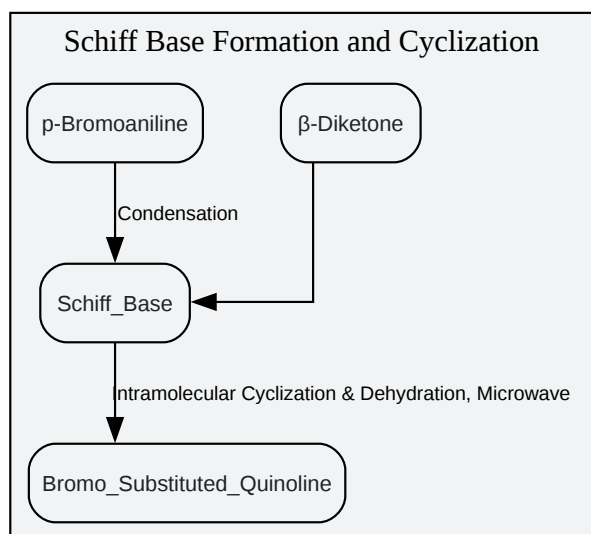 Schiff Base Formation and Cyclization
p-Bromoaniline
β-Diketone
Condensation
Schiff_Base
Intramolecular Cyclization & Dehydration, Microwave
Bromo_Substituted_Quinoline